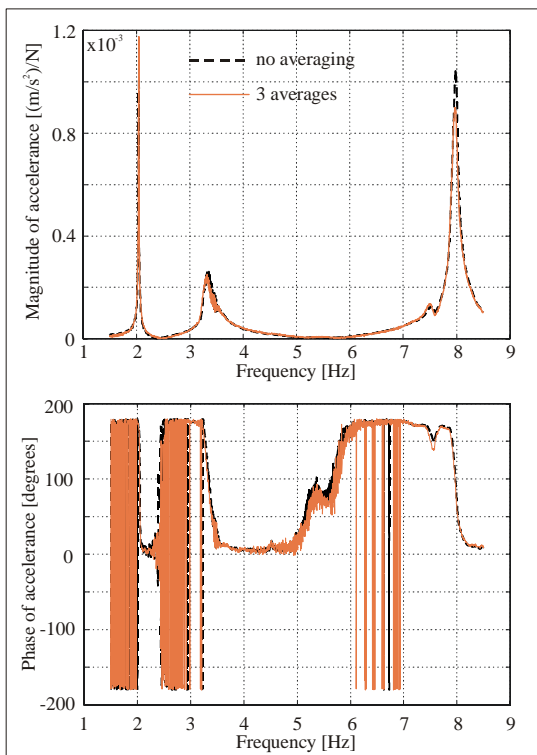 1.2
x10-3
no averaging
3 averages
0.8
0.4
0
Magnitude of accelerance [(m/s²)/N]
1 2 3 4 5 6 7 8 9
Frequency [Hz]
200
100
0
-100
-200
Phase of accelerance [degrees]
1 2 3 4 5 6 7 8 9
Frequency [Hz]